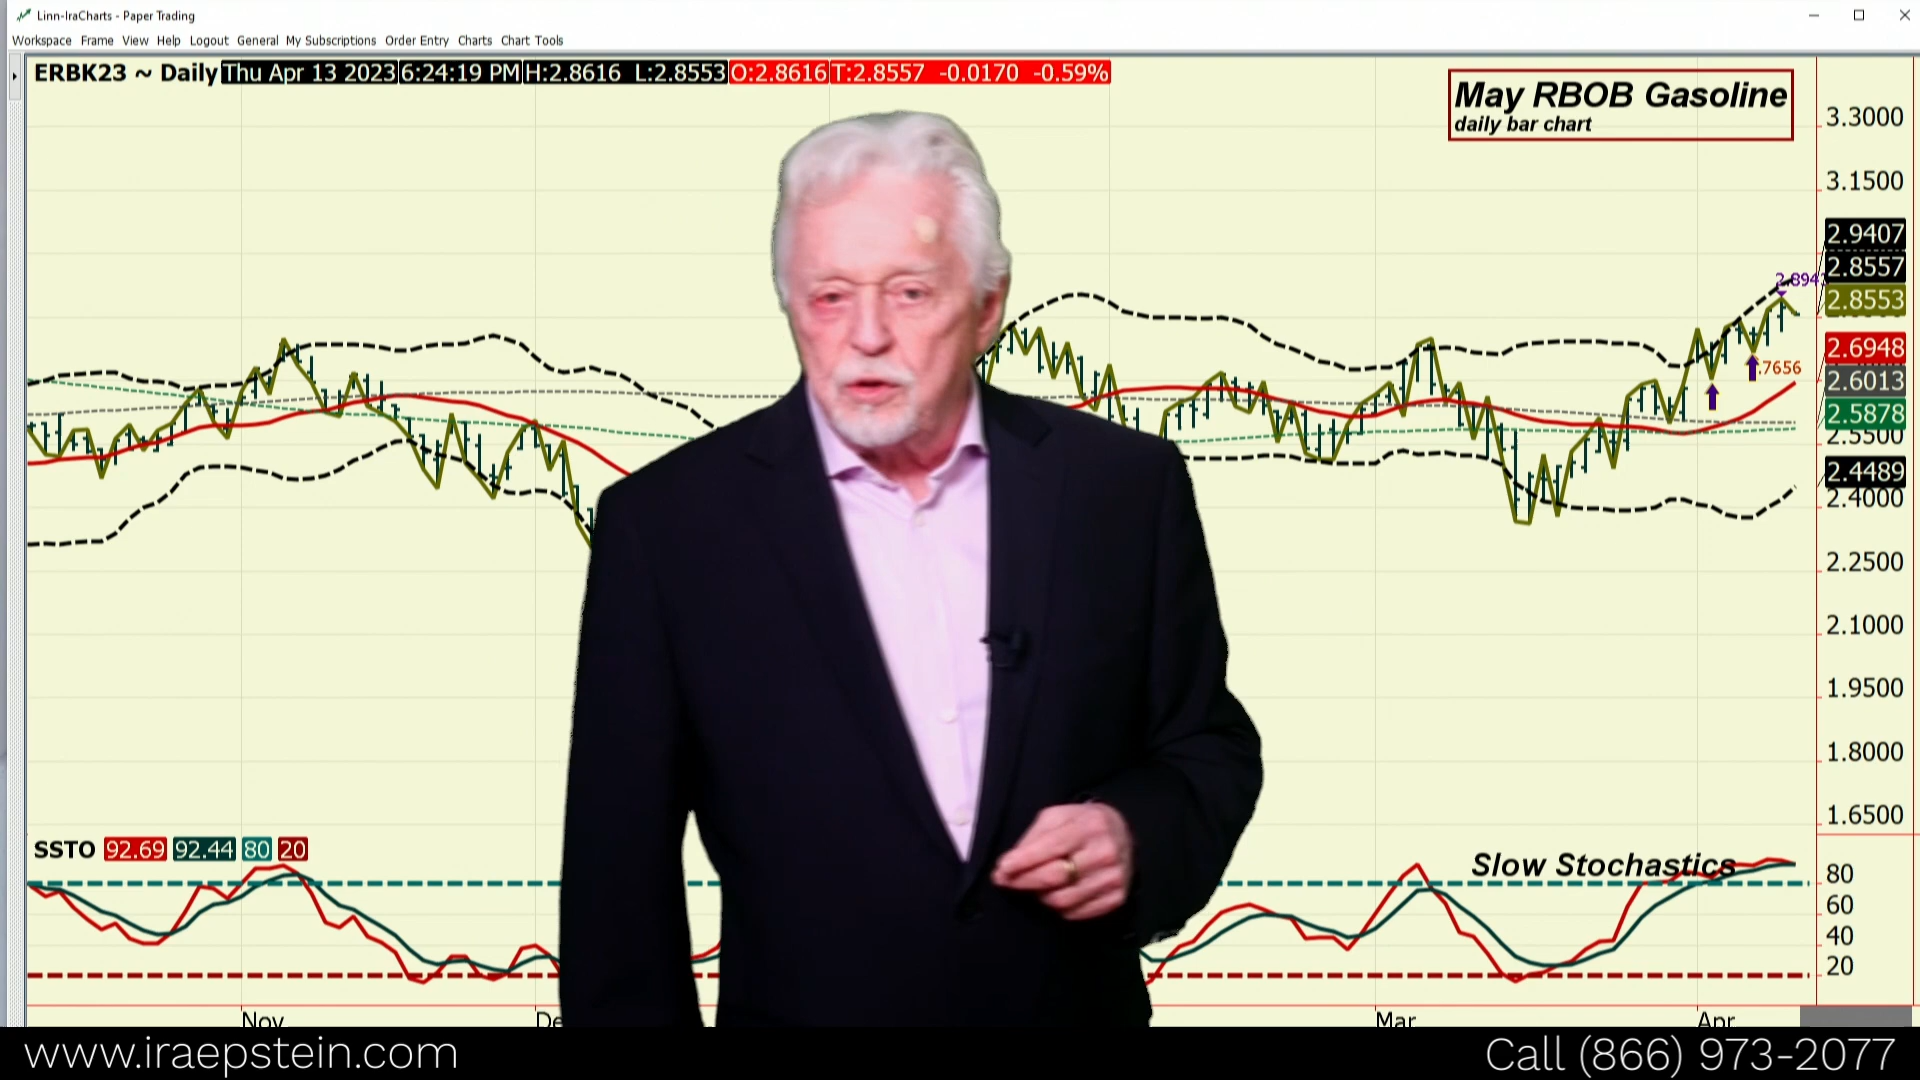 Linn-IraCharts - Paper Trading
Workspace Frame View Help Logout General My Subscriptions Order Entry Charts Chart Tools
ERBK23 ~ Daily Thu Apr 13 2023 6:24:19 PM H:2.8616 L:2.8553 O:2.8616 T:2.8557 -0.0170 -0.59%
May RBOB Gasoline
daily bar chart
3.3000
3.1500
2.9407
2.8557
2.8553
2.6948
.7656
2.6013
2.5878
2.5500
2.4489
2.4000
2.2500
2.1000
1.9500
1.8000
1.6500
SSTO 92.69 92.44 80 20
Slow Stochastics
80
60
40
20
Nov
Mar
Apr
www.iraepstein.com
Call (866) 973-2077